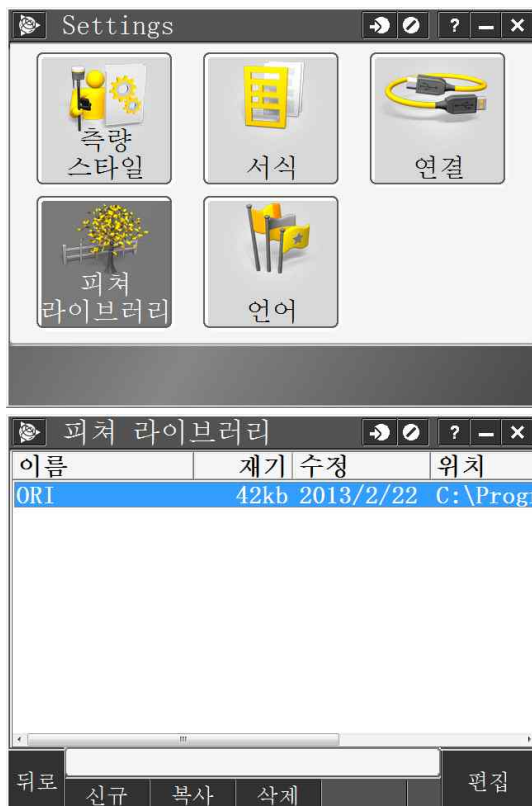 Settings
? – ×
측량
스타일
서식
연결
피쳐
라이브러리
언어
피쳐 라이브러리
? – ×
이름 재기 수정 위치
ORI 42kb 2013/2/22 C:\Prog
뒤로
신규 복사 삭제
편집